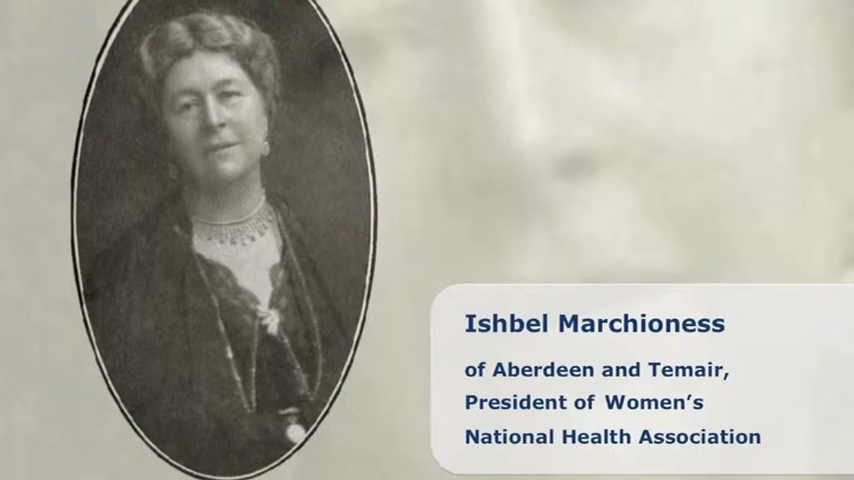 Ishbel Marchioness
of Aberdeen and Temair,
President of Women’s
National Health Association